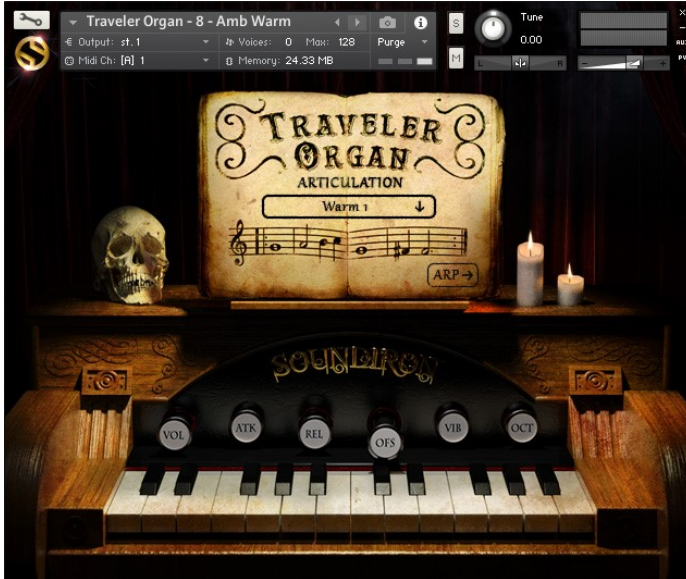 Traveler Organ - 8 - Amb Warm
Output: st. 1
Voices: 0 Max: 128
Purge
Midi Ch: [A] 1
Memory: 24.33 MB
S
M
Tune
0.00
L R
- +
TRAVELER
ORGAN
ARTICULATION
Warm 1
ARP
SOUNDIRON
VOL
ATK
REL
OFS
VIB
OCT